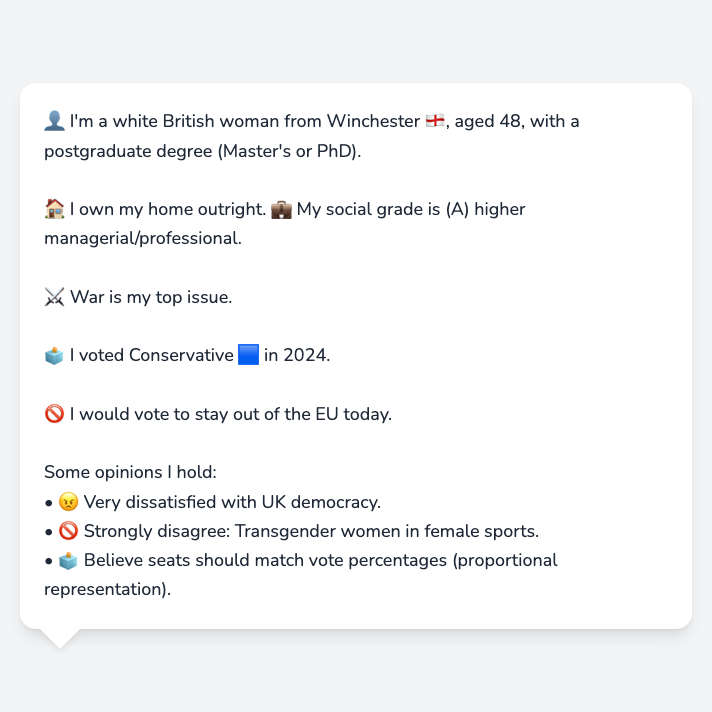 👤 I'm a white British woman from Winchester 🏴󠁧󠁢󠁥󠁮󠁧󠁿, aged 48, with a
postgraduate degree (Master's or PhD).
🏠 I own my home outright. 💼 My social grade is (A) higher
managerial/professional.
⚔️ War is my top issue.
🗳️ I voted Conservative 🟦 in 2024.
🚫 I would vote to stay out of the EU today.
Some opinions I hold:
• 😠 Very dissatisfied with UK democracy.
• 🚫 Strongly disagree: Transgender women in female sports.
• 🗳️ Believe seats should match vote percentages (proportional
representation).